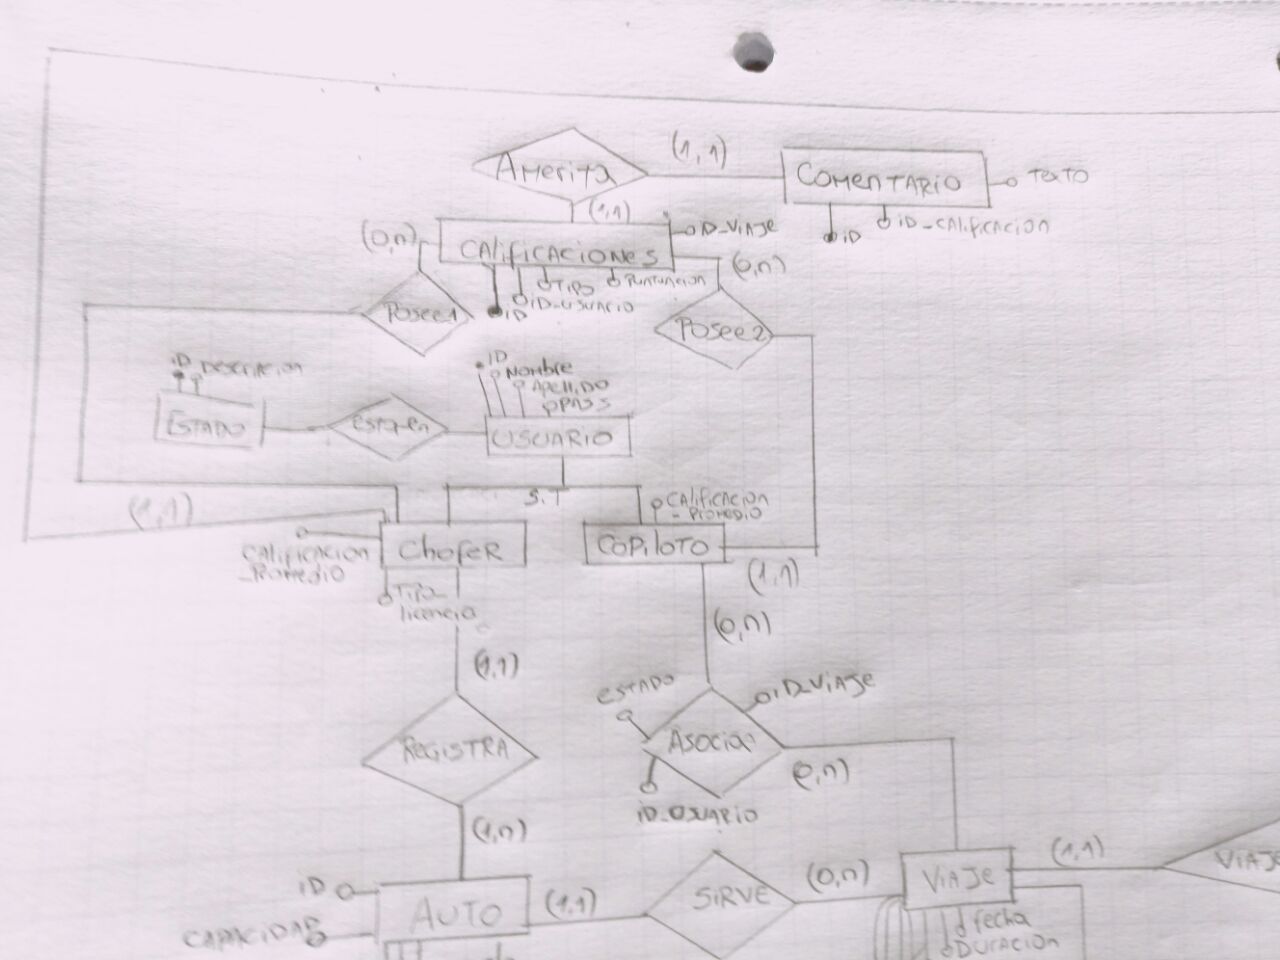 Amerita
(1,1)
COMENTARIO
TEXTO
iD
iD_CALIFICACION
(1,1)
(0,n)
CALIFICACIONES
iD_VIAJE
(0,n)
TIPO
PUNTUACION
iD_USUARIO
iD
Posee1
Posee2
iD
DESCRIPCION
ESTADO
esta en
ID
Nombre
APELLIDO
PASS
USUARIO
S.T
(1,1)
CALIFICACION
_PROMEDIO
CHOFER
COPILOTO
CALIFICACION
_PROMEDIO
TIPO_
licencia
(1,1)
(0,n)
(1,1)
ESTADO
iD_VIAJE
REGISTRA
Asocia
(0,n)
iD_USUARIO
(1,n)
iD
AUTO
CAPACIDAD
(1,1)
SIRVE
(0,n)
VIAJE
(1,1)
fecha
DURACION